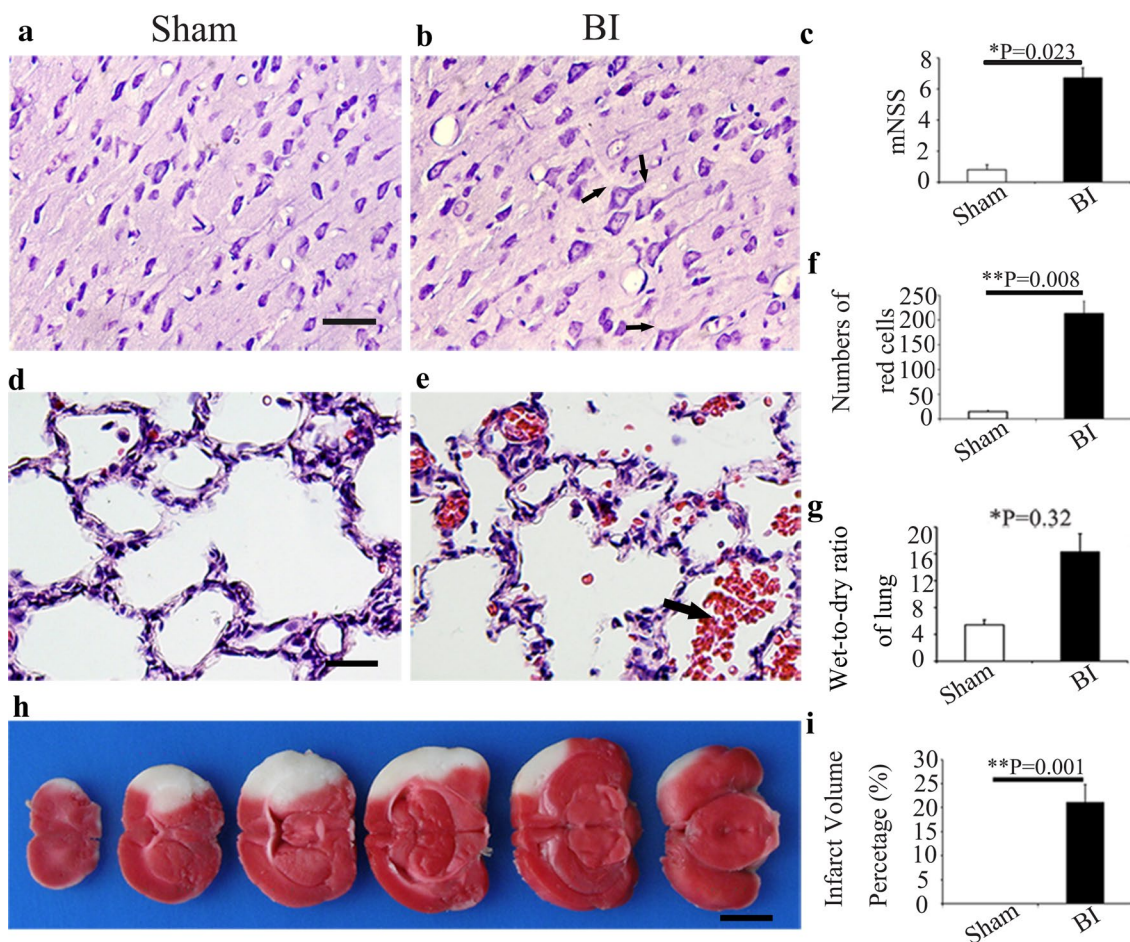 a
Sham
b
BI
c
*P=0.023
8
6
4
2
0
mNSS
Sham
BI
d
e
f
**P=0.008
250
200
150
100
50
0
Numbers of
red cells
Sham
BI
g
*P=0.32
20
16
12
8
4
0
Wet-to-dry ratio
of lung
Sham
BI
h
i
**P=0.001
30
25
20
15
10
5
0
Infarct Volume
Percetage (%)
Sham
BI